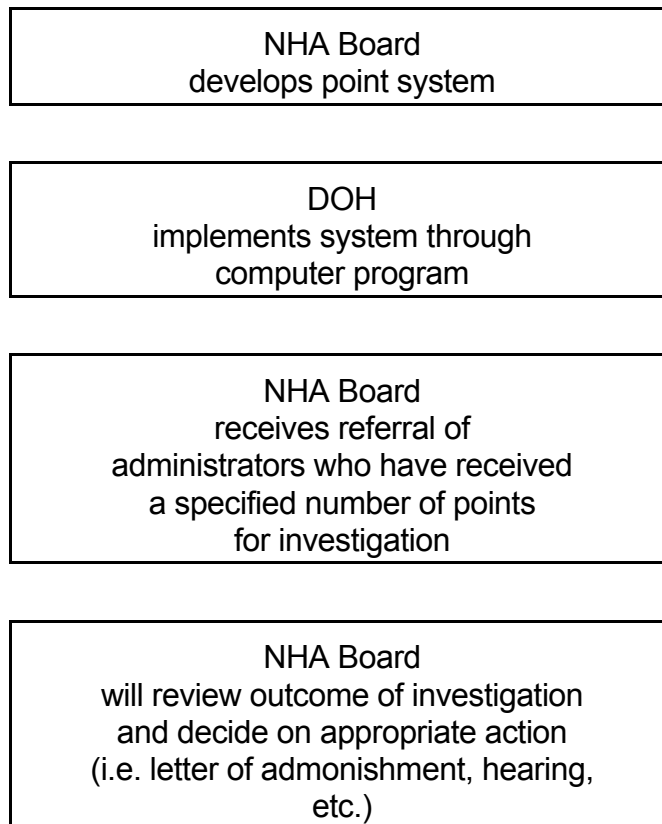 NHA Board
develops point system
DOH
implements system through
computer program
NHA Board
receives referral of
administrators who have received
a specified number of points
for investigation
NHA Board
will review outcome of investigation
and decide on appropriate action
(i.e. letter of admonishment, hearing,
etc.)